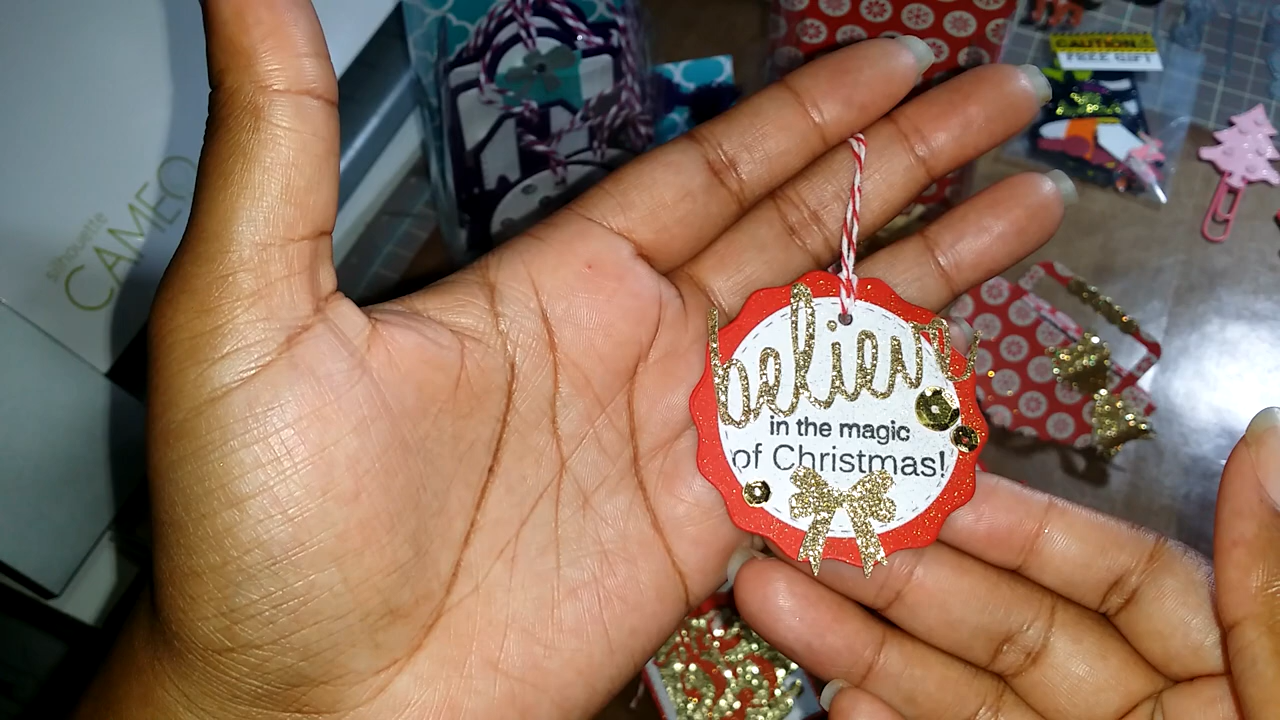 silhouette
CAMEO
CAUTION
FREE GIFT
believe
in the magic
of Christmas!